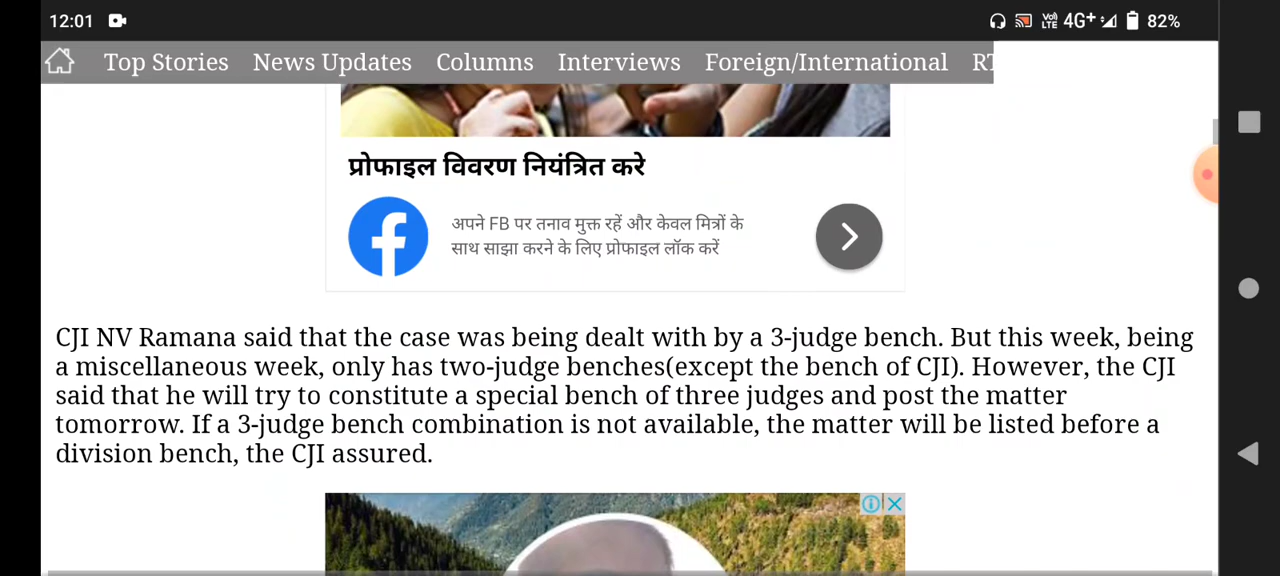 12:01 Vo) LTE 4G+ 82%
Top Stories News Updates Columns Interviews Foreign/International
प्रोफाइल विवरण नियंत्रित करे
अपने FB पर तनाव मुक्त रहें और केवल मित्रों के
साथ साझा करने के लिए प्रोफाइल लॉक करें
CJI NV Ramana said that the case was being dealt with by a 3-judge bench. But this week, being
a miscellaneous week, only has two-judge benches(except the bench of CJI). However, the CJI
said that he will try to constitute a special bench of three judges and post the matter
tomorrow. If a 3-judge bench combination is not available, the matter will be listed before a
division bench, the CJI assured.